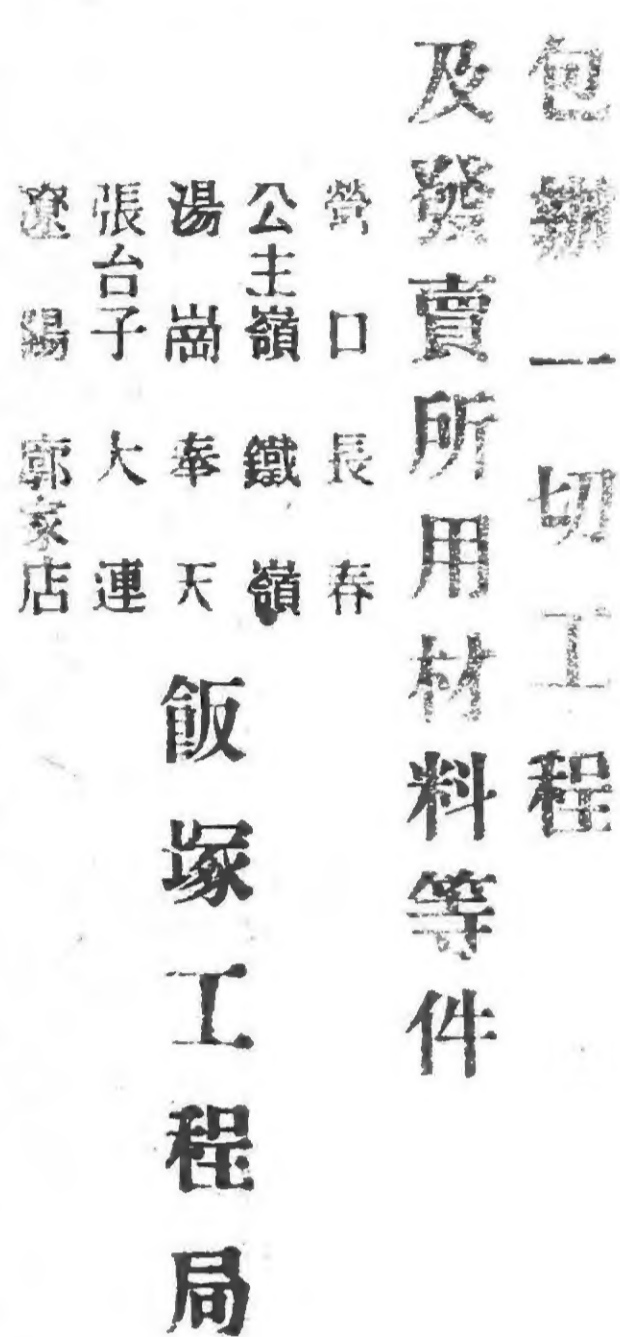 包辦一切工程
及發賣所用材料等件
營口 長春
公主嶺 鐵嶺
湯崗 奉天
張台子 大連
遼陽 郭家店
飯塚工程局